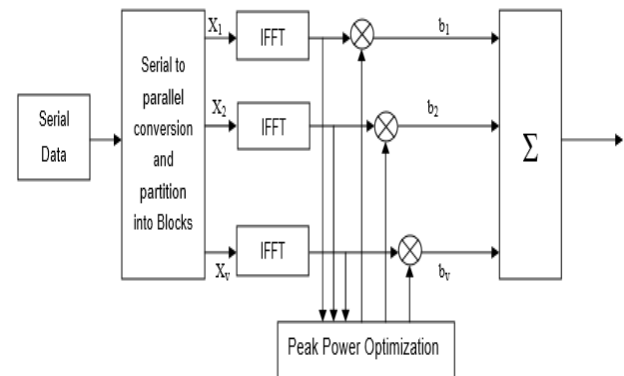 Serial
Data
Serial to
parallel
conversion
and
partition
into Blocks
X1
IFFT
b1
X2
IFFT
b2
Xv
IFFT
bv
Σ
Peak Power Optimization